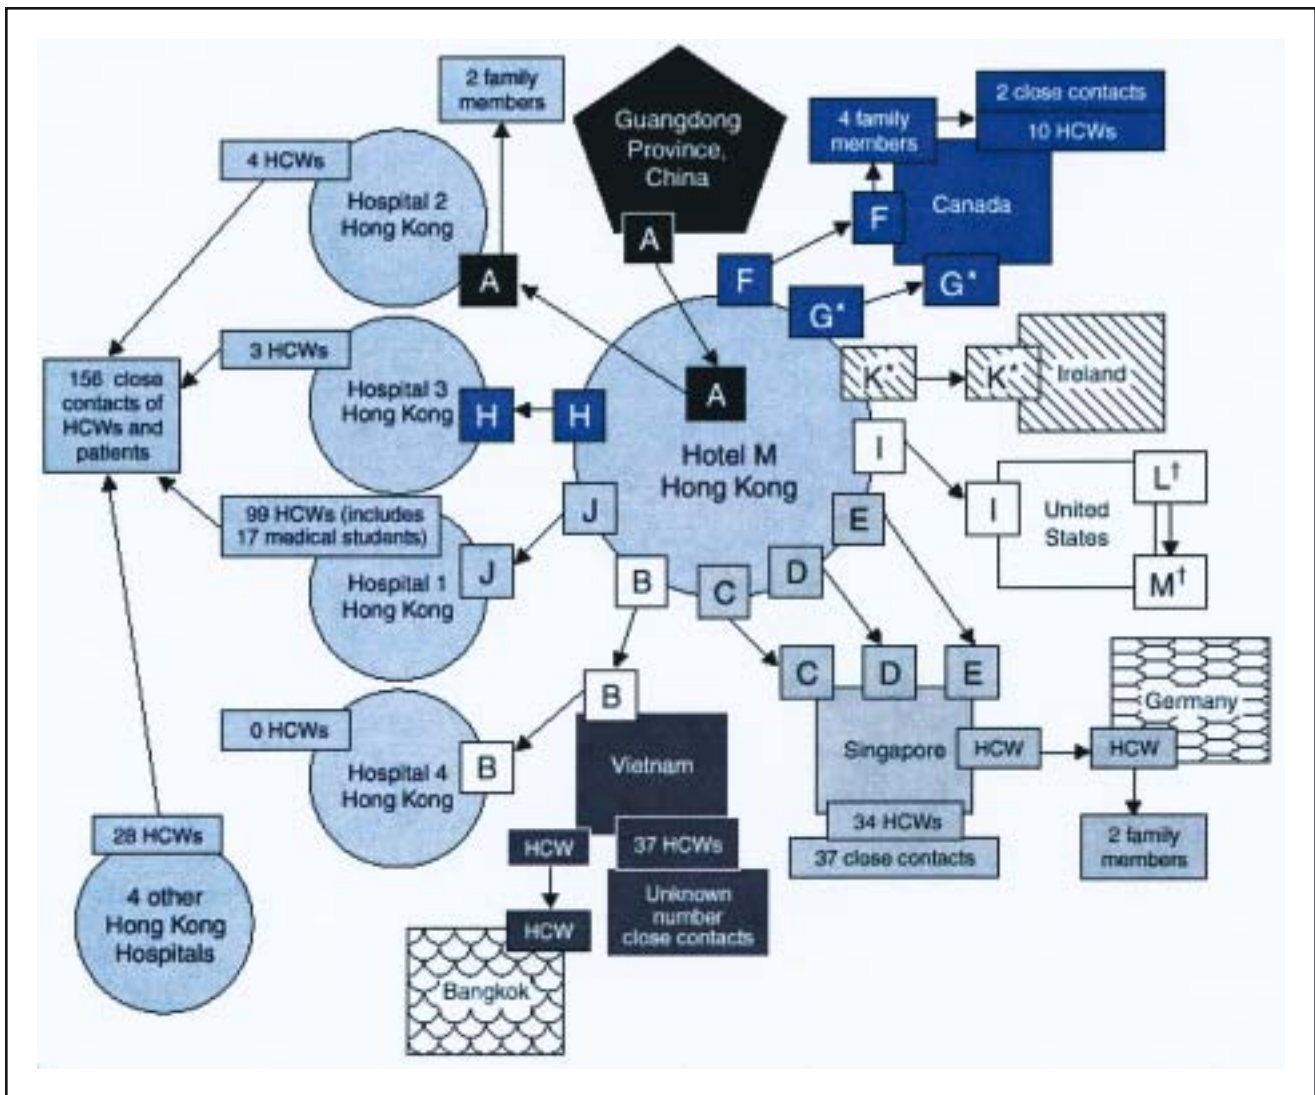 2 family
members
Guangdong
Province,
China
A
4 family
members
2 close contacts
10 HCWs
Canada
F
G*
4 HCWs
Hospital 2
Hong Kong
A
F
G*
3 HCWs
Hospital 3
Hong Kong
H
H
A
Hotel M
Hong Kong
K*
K*
Ireland
156 close
contacts of
HCWs and
patients
I
I
United
States
L†
M†
99 HCWs (includes
17 medical students)
Hospital 1
Hong Kong
J
J
B
C
D
E
B
C
D
E
0 HCWs
Hospital 4
Hong Kong
B
Vietnam
Singapore
HCW
HCW
Germany
28 HCWs
4 other
Hong Kong
Hospitals
HCW
37 HCWs
34 HCWs
37 close contacts
2 family
members
HCW
Unknown
number
close contacts
Bangkok